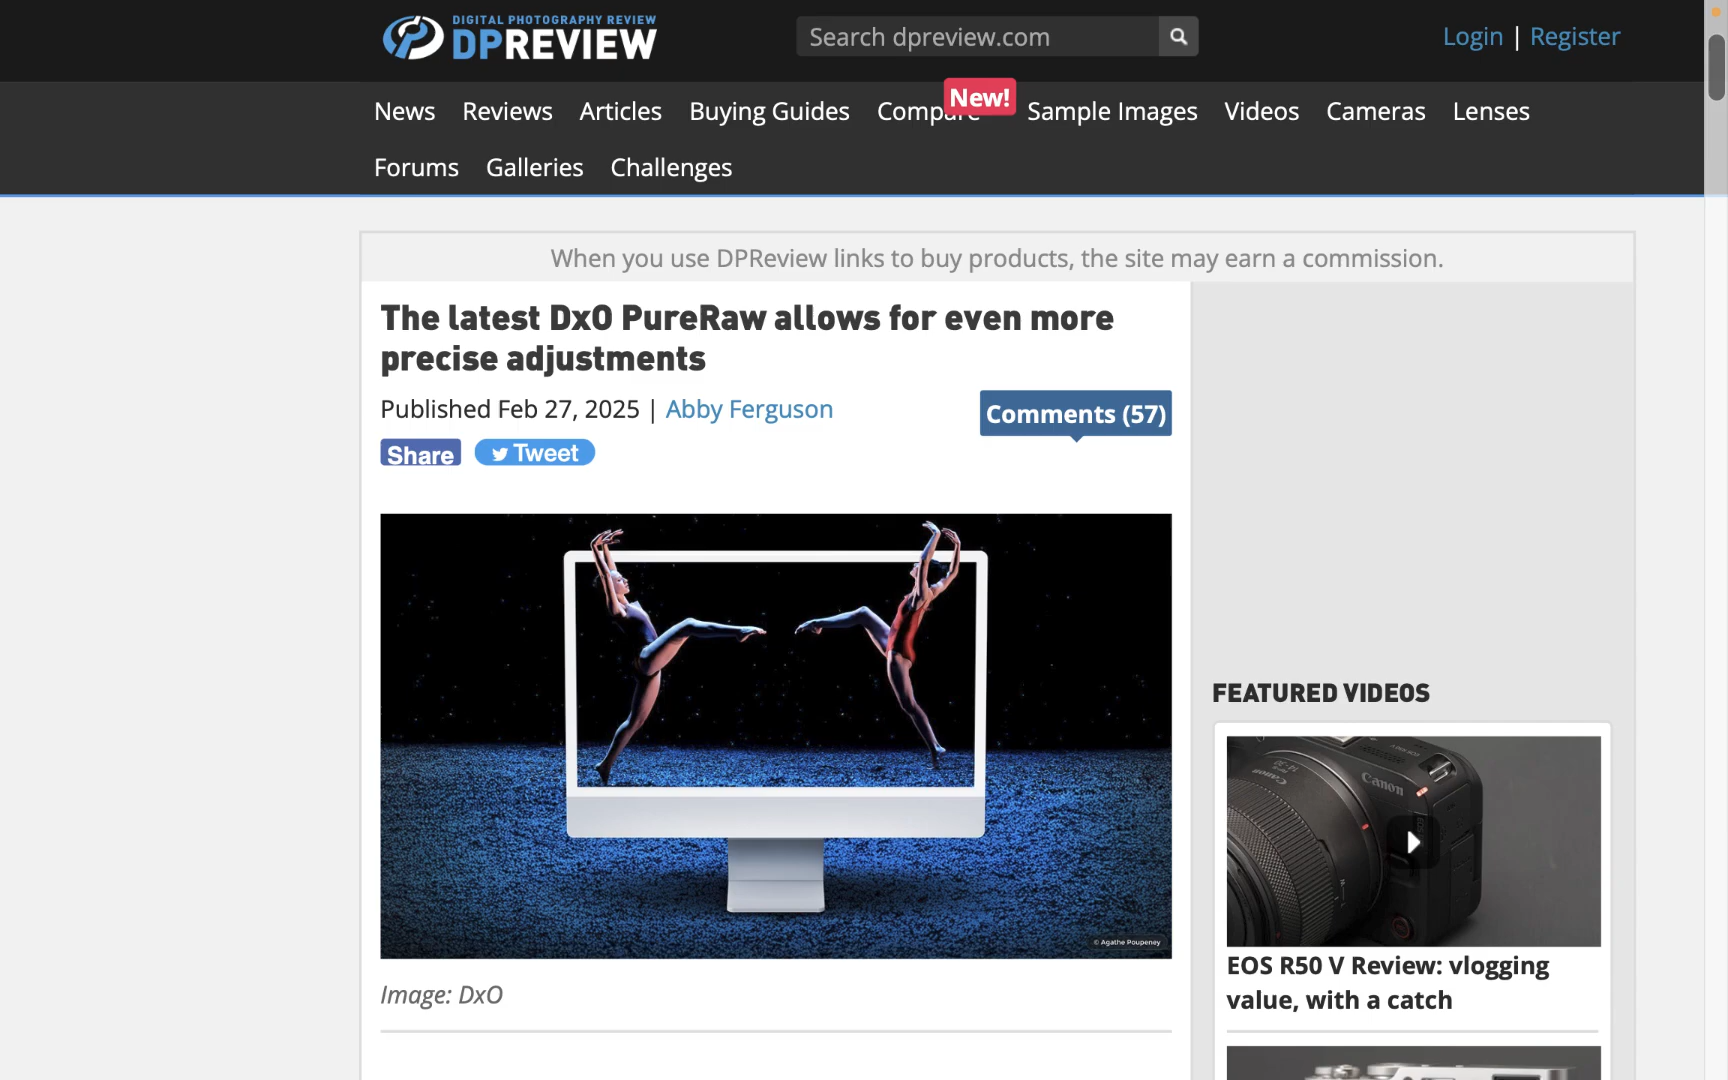 DIGITAL PHOTOGRAPHY REVIEW
DPREVIEW
Search dpreview.com
Login | Register
News Reviews Articles Buying Guides Compare New! Sample Images Videos Cameras Lenses
Forums Galleries Challenges
When you use DPReview links to buy products, the site may earn a commission.
The latest DxO PureRaw allows for even more
precise adjustments
Published Feb 27, 2025 | Abby Ferguson
Comments (57)
Share Tweet
© Agathe Poupeney
Image: DxO
FEATURED VIDEOS
Canon
Canon
EOS R50 V Review: vlogging
value, with a catch